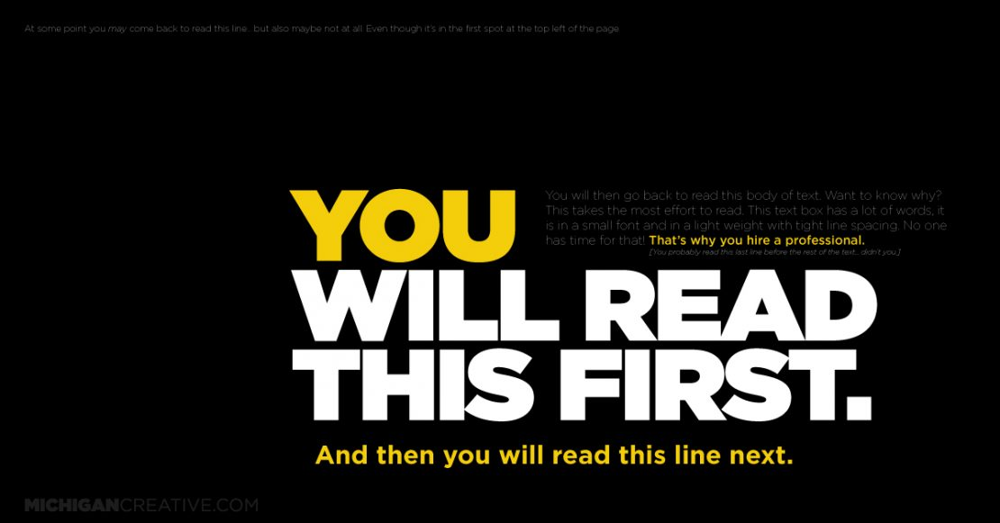 At some point you may come back to read this line... but also maybe not at all. Even though it's in the first spot at the top left of the page.
YOU
WILL READ
THIS FIRST.
You will then go back to read this body of text. Want to know why?
This takes the most effort to read. This text box has a lot of words, it
is in a small font and in a light weight with tight line spacing. No one
has time for that! That's why you hire a professional.
[You probably read this last line before the rest of the text... didn't you.]
And then you will read this line next.
MICHIGANCREATIVE.COM